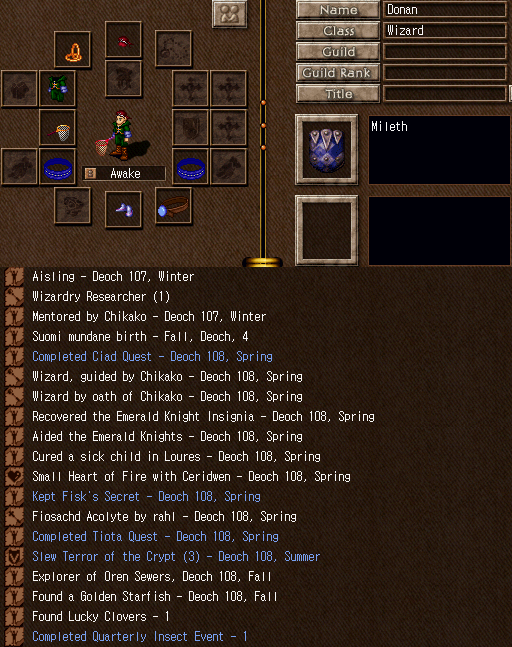 Name
Donan
Class
Wizard
Guild
Guild Rank
Title
Mileth
Awake
Aisling - Deoch 107, Winter
Wizardry Researcher (1)
Mentored by Chikako - Deoch 107, Winter
Suomi mundane birth - Fall, Deoch, 4
Completed Ciad Quest - Deoch 108, Spring
Wizard, guided by Chikako - Deoch 108, Spring
Wizard by oath of Chikako - Deoch 108, Spring
Recovered the Emerald Knight Insignia - Deoch 108, Spring
Aided the Emerald Knights - Deoch 108, Spring
Cured a sick child in Loures - Deoch 108, Spring
Small Heart of Fire with Ceridwen - Deoch 108, Spring
Kept Fisk's Secret - Deoch 108, Spring
Fiosachd Acolyte by rahl - Deoch 108, Spring
Completed Tiota Quest - Deoch 108, Spring
Slew Terror of the Crypt (3) - Deoch 108, Summer
Explorer of Oren Sewers, Deoch 108, Fall
Found a Golden Starfish - Deoch 108, Fall
Found Lucky Clovers - 1
Completed Quarterly Insect Event - 1